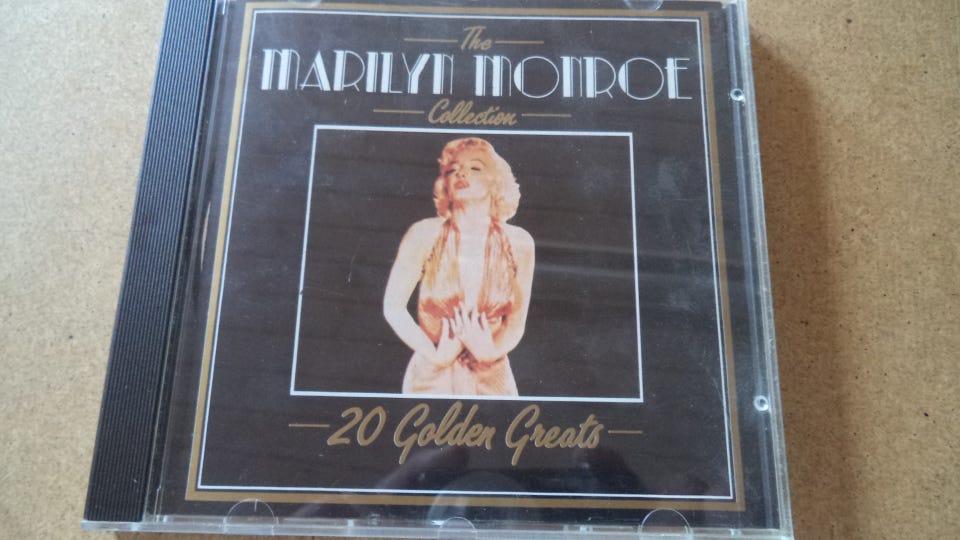 The
MARILYN MONROE
Collection
20 Golden Greats